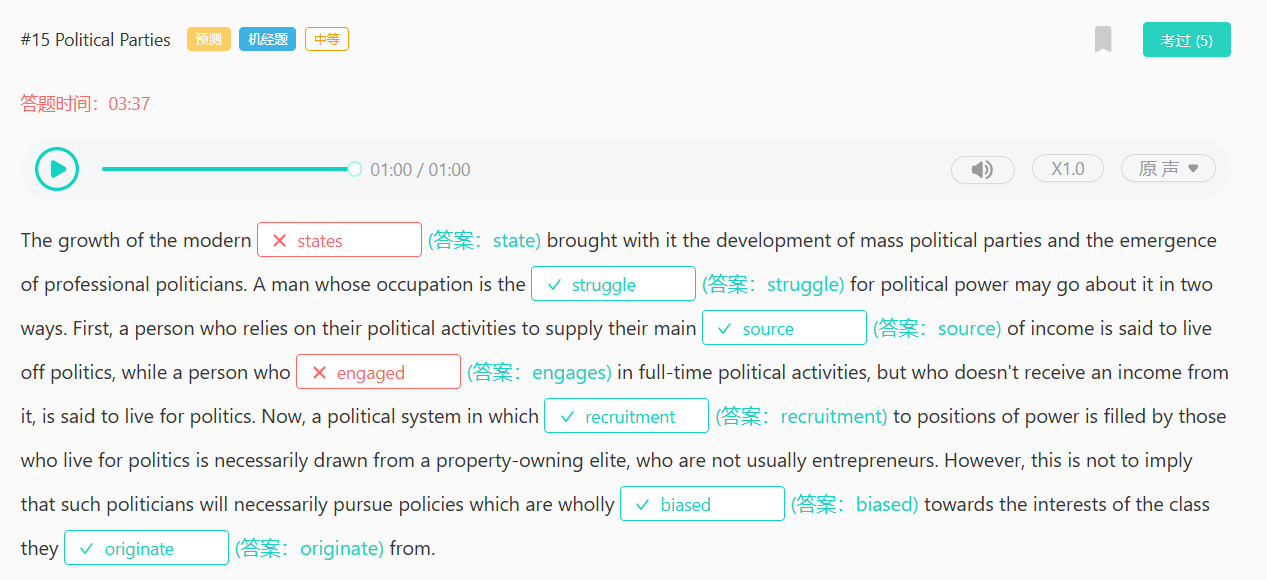 #15 Political Parties 预测 机经题 中等 考过 (5)
答题时间：03:37
01:00 / 01:00 X1.0 原声
The growth of the modern states (答案：state) brought with it the development of mass political parties and the emergence
of professional politicians. A man whose occupation is the struggle (答案：struggle) for political power may go about it in two
ways. First, a person who relies on their political activities to supply their main source (答案：source) of income is said to live
off politics, while a person who engaged (答案：engages) in full-time political activities, but who doesn't receive an income from
it, is said to live for politics. Now, a political system in which recruitment (答案：recruitment) to positions of power is filled by those
who live for politics is necessarily drawn from a property-owning elite, who are not usually entrepreneurs. However, this is not to imply
that such politicians will necessarily pursue policies which are wholly biased (答案：biased) towards the interests of the class
they originate (答案：originate) from.